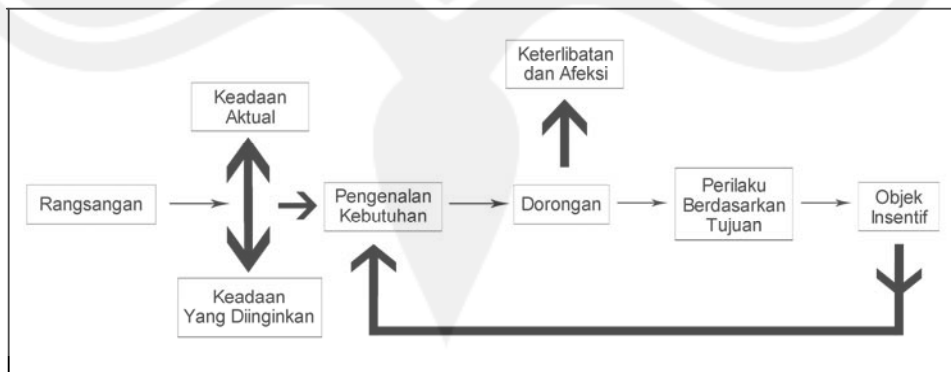 Keterlibatan
dan Afeksi
Keadaan
Aktual
Rangsangan
Pengenalan
Kebutuhan
Dorongan
Perilaku
Berdasarkan
Tujuan
Objek
Insentif
Keadaan
Yang Diinginkan